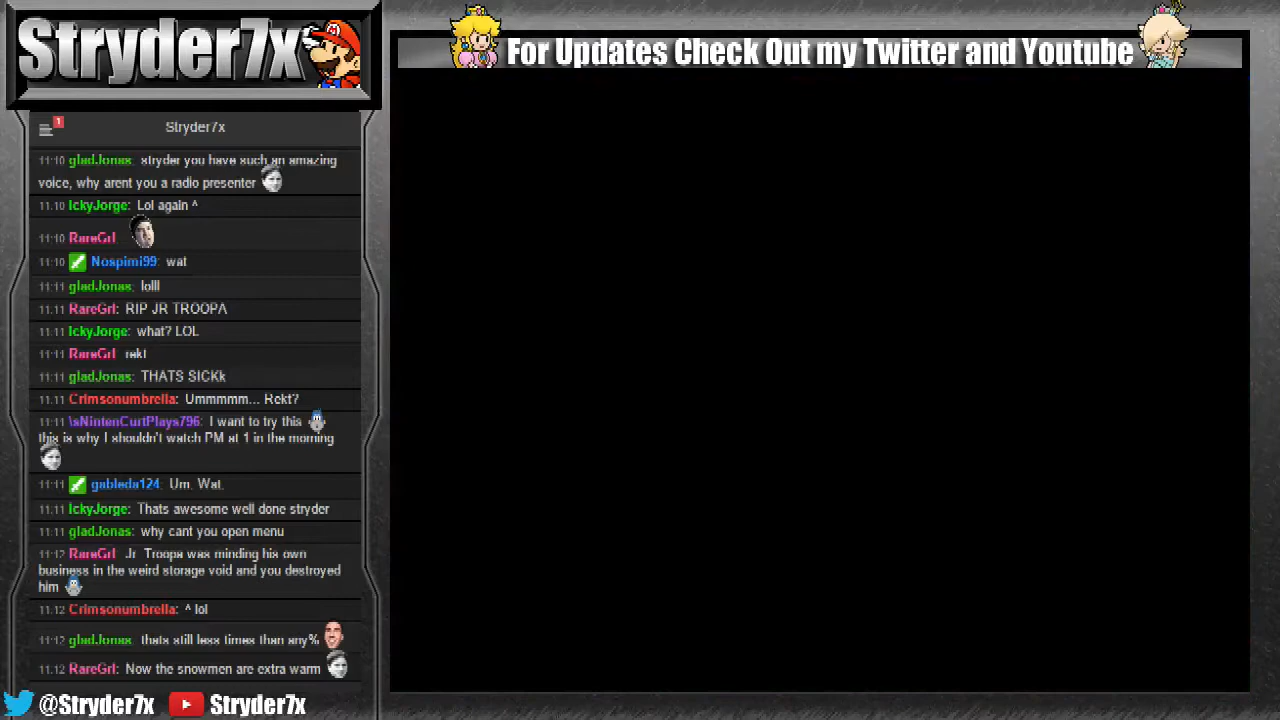 Stryder7x
For Updates Check Out my Twitter and Youtube
1
Stryder7x
11:10 gladJonas: stryder you have such an amazing
voice, why arent you a radio presenter
11:10 IckyJorge: Lol again ^
11:10 RareGrl:
11:10 Nospimi99: wat
11:11 gladJonas: lolll
11:11 RareGrl: RIP JR TROOPA
11:11 IckyJorge: what? LOL
11:11 RareGrl: rekt
11:11 gladJonas: THATS SICKk
11:11 Crimsonumbrella: Ummmmm... Rekt?
11:11 \sNintenCurtPlays796: I want to try this
this is why I shouldn't watch PM at 1 in the morning
11:11 gableda124: Um. Wat.
11:11 IckyJorge: Thats awesome well done stryder
11:11 gladJonas: why cant you open menu
11:12 RareGrl: Jr. Troopa was minding his own
business in the weird storage void and you destroyed
him
11:12 Crimsonumbrella: ^ lol
11:12 gladJonas: thats still less times than any%
11:12 RareGrl: Now the snowmen are extra warm
@Stryder7x Stryder7x